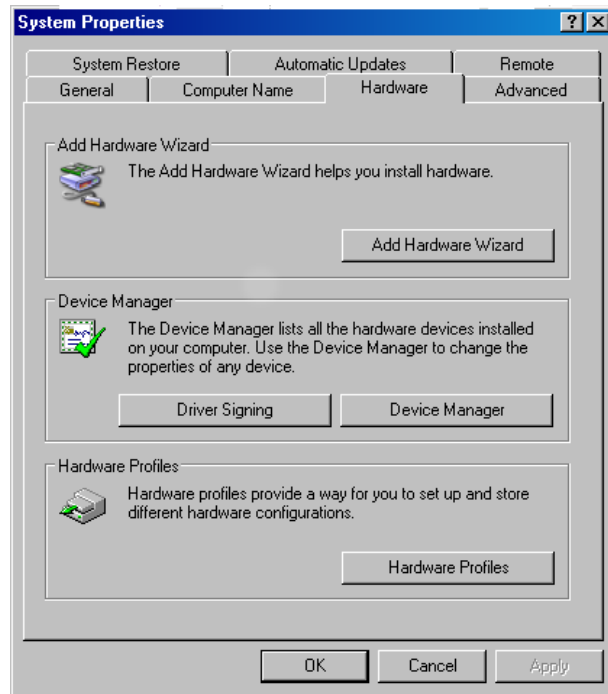 System Properties
System Restore
Automatic Updates
Remote
General
Computer Name
Hardware
Advanced
Add Hardware Wizard
The Add Hardware Wizard helps you install hardware.
Add Hardware Wizard
Device Manager
The Device Manager lists all the hardware devices installed
on your computer. Use the Device Manager to change the
properties of any device.
Driver Signing
Device Manager
Hardware Profiles
Hardware profiles provide a way for you to set up and store
different hardware configurations.
Hardware Profiles
OK
Cancel
Apply